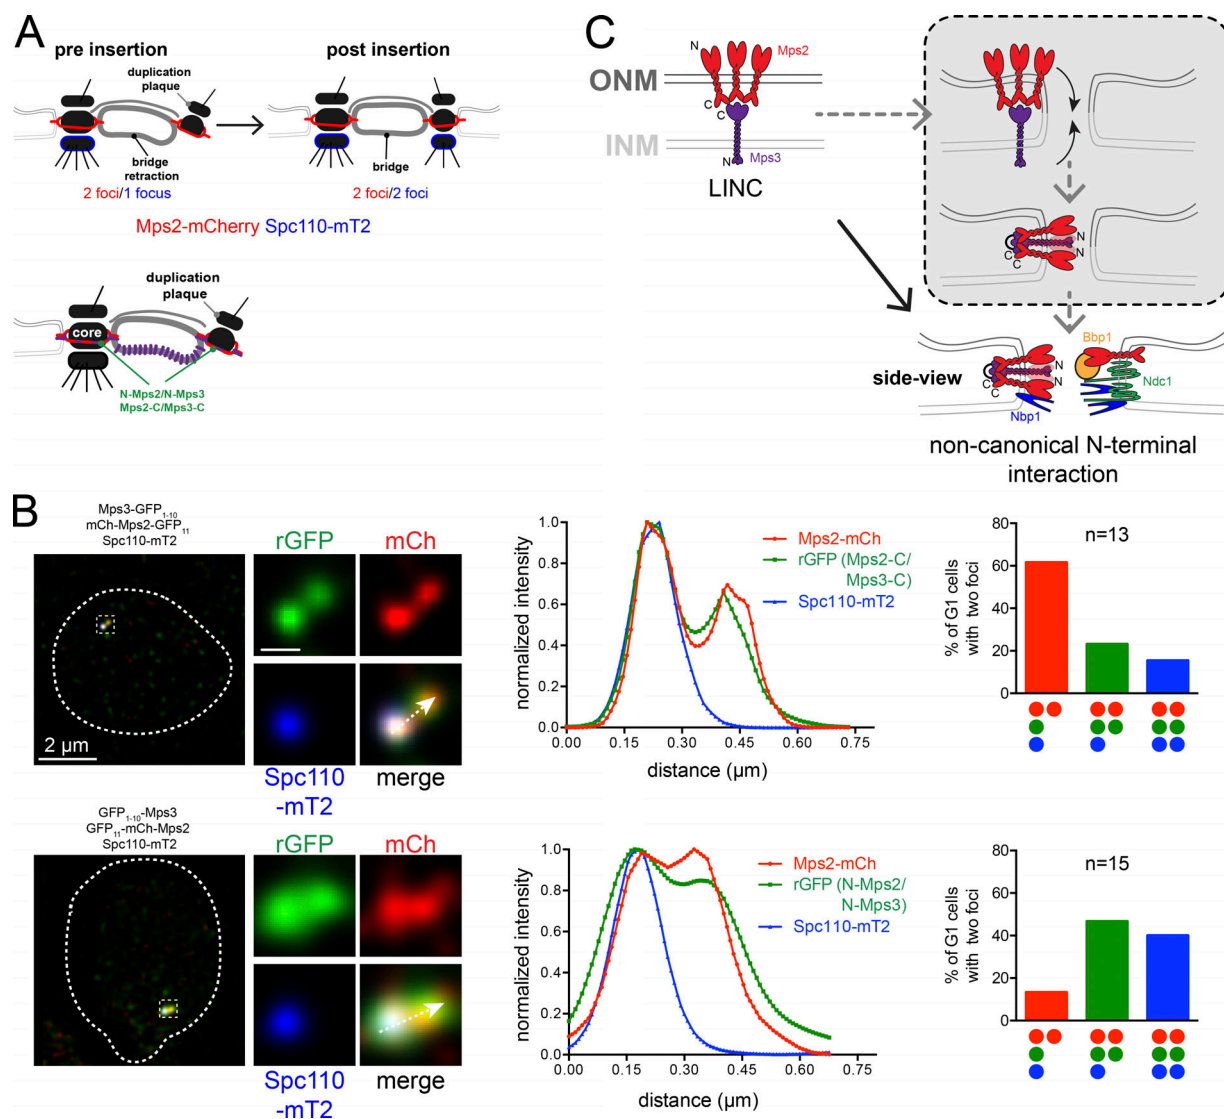 A
pre insertion
post insertion
duplication
plaque
bridge
retraction
bridge
2 foci/1 focus
2 foci/2 foci
Mps2-mCherry Spc110-mT2
duplication
plaque
core
N-Mps2/N-Mps3
Mps2-C/Mps3-C
C
N
Mps2
ONM
C
INM
N
Mps3
LINC
N
N
C
C
side-view
N
N
C
C
Nbp1
Bbp1
Ndc1
non-canonical N-terminal
interaction
B
Mps3-GFP1-10
mCh-Mps2-GFP11
Spc110-mT2
2 µm
rGFP
mCh
Spc110
-mT2
merge
normalized intensity
1.0
0.8
0.6
0.4
0.2
0.0
0.00
0.15
0.30
0.45
0.60
0.75
distance (µm)
Mps2-mCh
rGFP (Mps2-C/
Mps3-C)
Spc110-mT2
% of G1 cells
with two foci
80
60
40
20
0
n=13
GFP1-10-Mps3
GFP11-mCh-Mps2
Spc110-mT2
rGFP
mCh
Spc110
-mT2
merge
normalized intensity
1.0
0.8
0.6
0.4
0.2
0.0
0.00
0.15
0.30
0.45
0.60
0.75
distance (µm)
Mps2-mCh
rGFP (N-Mps2/
N-Mps3)
Spc110-mT2
% of G1 cells
with two foci
80
60
40
20
0
n=15